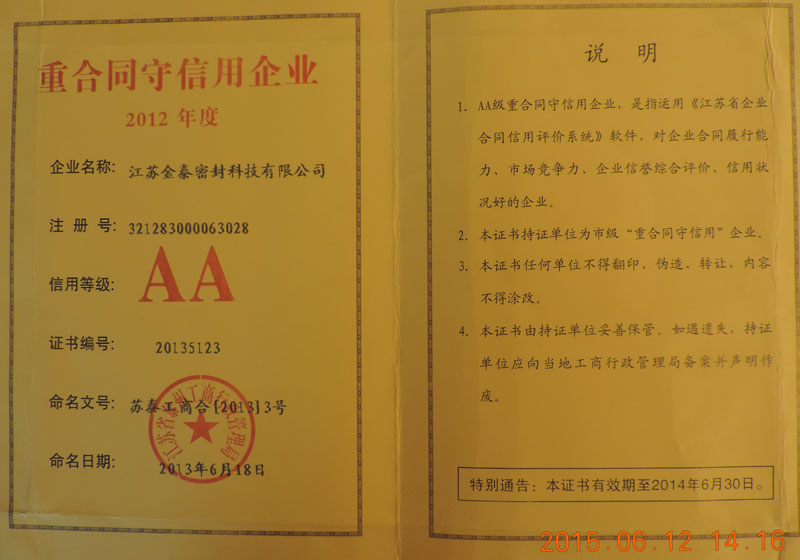 重合同守信用企业
2012 年度
企业名称: 江苏金泰密封科技有限公司
注 册 号: 321283000063028
信用等级: AA
证书编号: 20135123
命名文号: 苏泰工商合[2013]3号
命名日期: 2013年6月18日
江苏省泰州工商行政管理局
说 明
1. AA级重合同守信用企业，是指运用《江苏省企业
合同信用评价系统》软件，对企业合同履行能
力、市场竞争力、企业信誉综合评价，信用状
况好的企业。
2. 本证书持证单位为市级“重合同守信用”企业。
3. 本证书任何单位不得翻印、伪造、转让，内容
不得涂改。
4. 本证书由持证单位妥善保管。如遇遗失，持证
单位应向当地工商行政管理局备案并声明作
废。
特别通告：本证书有效期至2014年6月30日。
2015.06.12 14.16